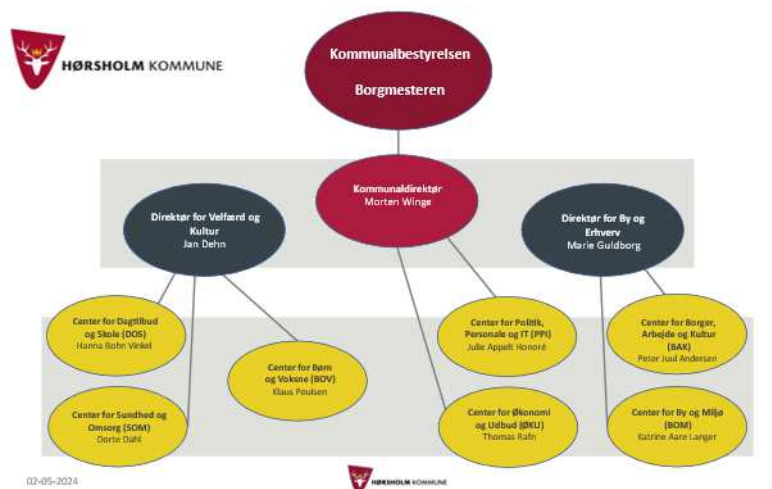 HØRSHOLM KOMMUNE
Kommunalbestyrelsen
Borgmesteren
Kommunaldirektør
Morten Winge
Direktør for Velfærd og
Kultur
Jan Dehn
Direktør for By og
Erhverv
Marie Guldborg
Center for Dagtilbud
og Skole (DOS)
Hanna Bohn Vinkel
Center for Børn
og Voksne (BOV)
Klaus Poulsen
Center for Sundhed og
Omsorg (SOM)
Dorte Dahl
Center for Politik,
Personale og IT (PPI)
Julie Appelt Honoré
Center for Økonomi
og Udbud (ØKU)
Thomas Rafn
Center for Borger,
Arbejde og Kultur
(BAK)
Peter Juul Andersen
Center for By og Miljø
(BOM)
Katrine Aare Langer
02-05-2024
HØRSHOLM KOMMUNE